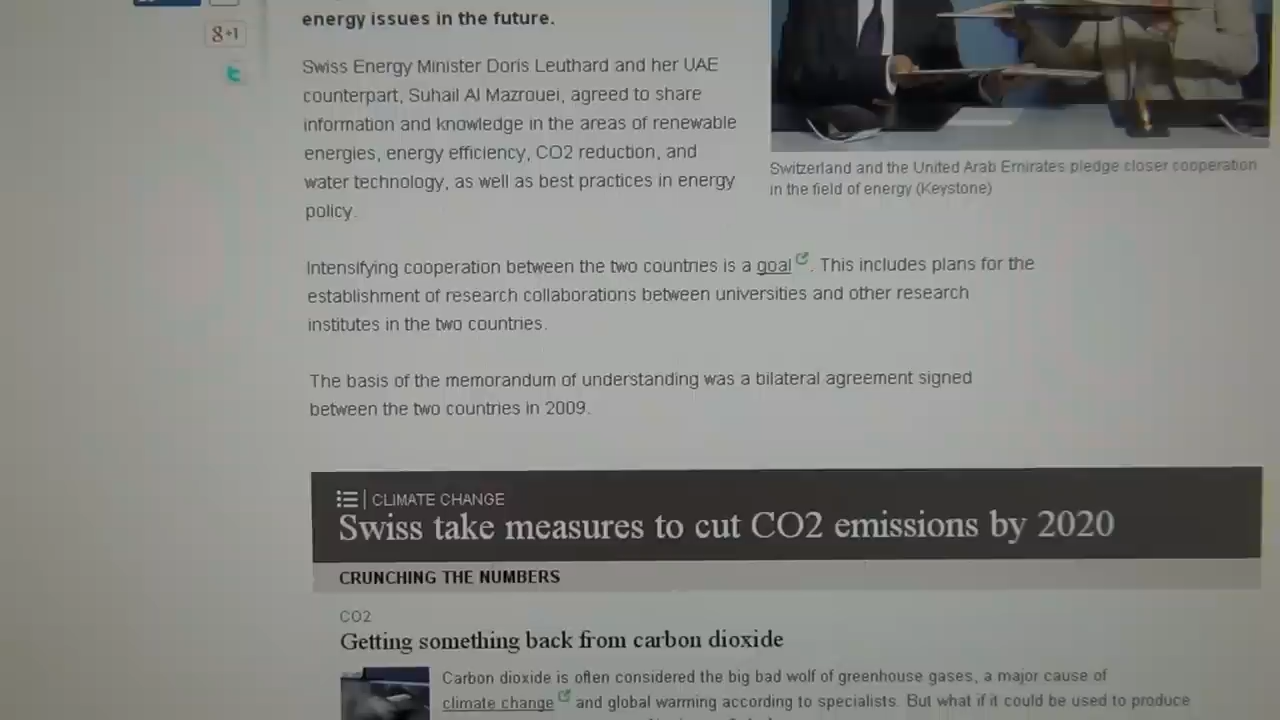 energy issues in the future.
8+1
Swiss Energy Minister Doris Leuthard and her UAE
counterpart, Suhail Al Mazrouei, agreed to share
information and knowledge in the areas of renewable
energies, energy efficiency, CO2 reduction, and
water technology, as well as best practices in energy
policy.
Switzerland and the United Arab Emirates pledge closer cooperation
in the field of energy (Keystone)
Intensifying cooperation between the two countries is a goal. This includes plans for the
establishment of research collaborations between universities and other research
institutes in the two countries.
The basis of the memorandum of understanding was a bilateral agreement signed
between the two countries in 2009.
CLIMATE CHANGE
Swiss take measures to cut CO2 emissions by 2020
CRUNCHING THE NUMBERS
CO2
Getting something back from carbon dioxide
Carbon dioxide is often considered the big bad wolf of greenhouse gases, a major cause of
climate change and global warming according to specialists. But what if it could be used to produce